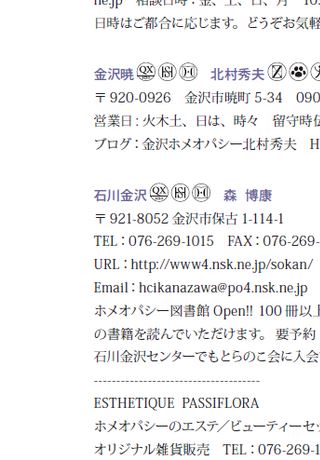 ne.jp 相談日時：金、土、日、月 10
日時はご都合に応じます。どうぞお気軽
金沢暁 QX HSH H 北村秀夫 Z
〒920-0926 金沢市暁町 5-34 090
営業日：火木土、日は、時々 留守時伝
ブログ：金沢ホメオパシー北村秀夫 H
石川金沢 QX HSH H 森 博康
〒921-8052 金沢市保古 1-114-1
TEL：076-269-1015 FAX：076-269-
URL：http://www4.nsk.ne.jp/sokan/
Email：hcikanazawa@po4.nsk.ne.jp
ホメオパシー図書館 Open!! 100 冊以上
の書籍を読んでいただけます。 要予約
石川金沢センターでもとらのこ会に入会
-------------------------------------
ESTHETIQUE PASSIFLORA
ホメオパシーのエステ／ビューティーセッ
オリジナル雑貨販売 TEL：076-269-1